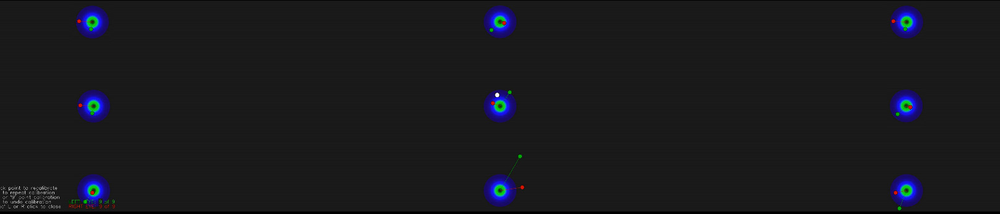 ck point to recalibrate
to repeat calibration
or '9' point calibration
to undo calibration
L or R click to close
LEFT EYE: 9 of 9
RIGHT EYE: 9 of 9